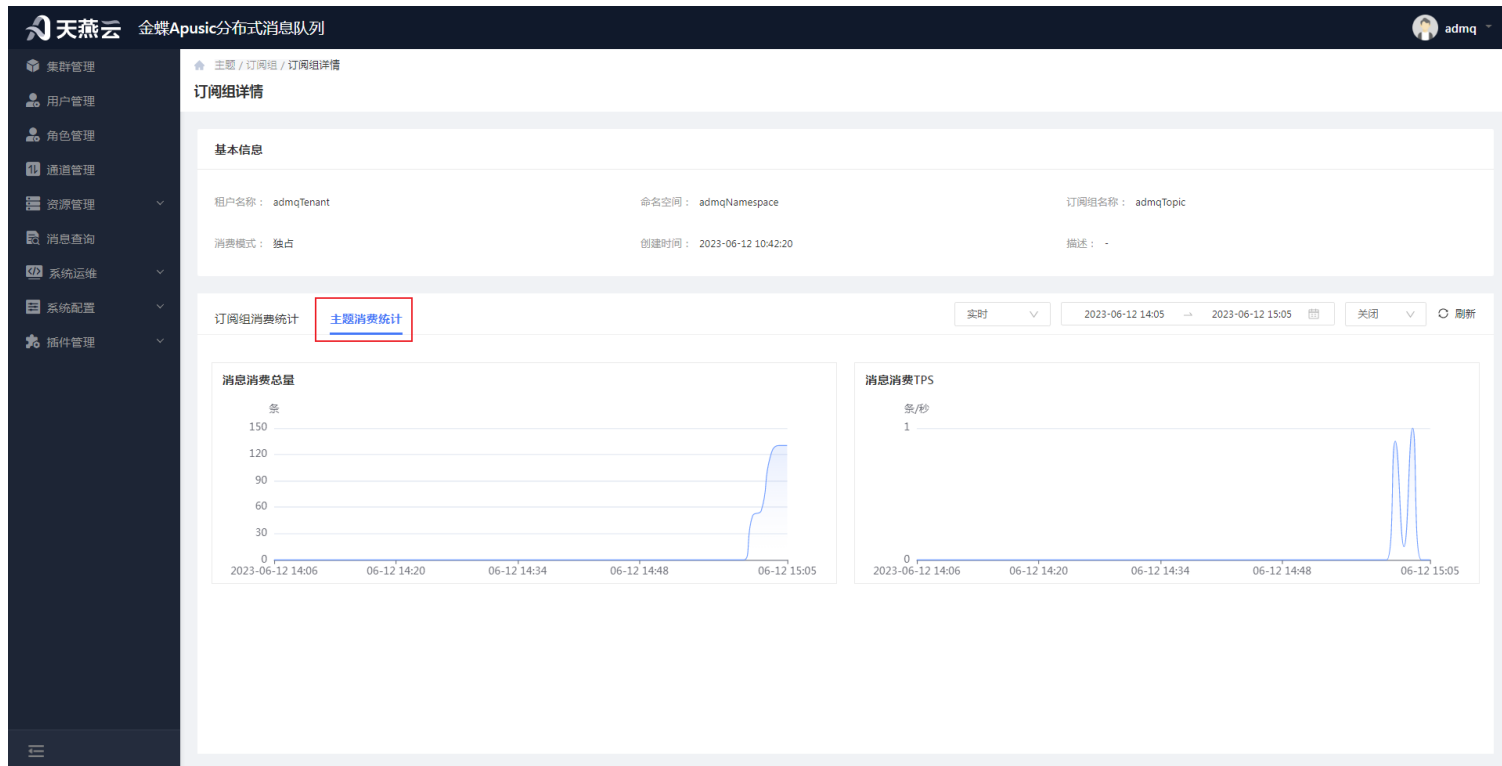 天燕云 金蝶Apusic分布式消息队列
admq
集群管理
用户管理
角色管理
通道管理
资源管理
消息查询
系统运维
系统配置
插件管理
主题 / 订阅组 / 订阅组详情
订阅组详情
基本信息
租户名称： admqTenant
命名空间： admqNamespace
订阅组名称： admqTopic
消费模式： 独占
创建时间： 2023-06-12 10:42:20
描述： -
订阅组消费统计
主题消费统计
实时
2023-06-12 14:05 → 2023-06-12 15:05
关闭
刷新
消息消费总量
条
150
120
90
60
30
0
2023-06-12 14:06 06-12 14:20 06-12 14:34 06-12 14:48 06-12 15:05
消息消费TPS
条/秒
1
0
2023-06-12 14:06 06-12 14:20 06-12 14:34 06-12 14:48 06-12 15:05